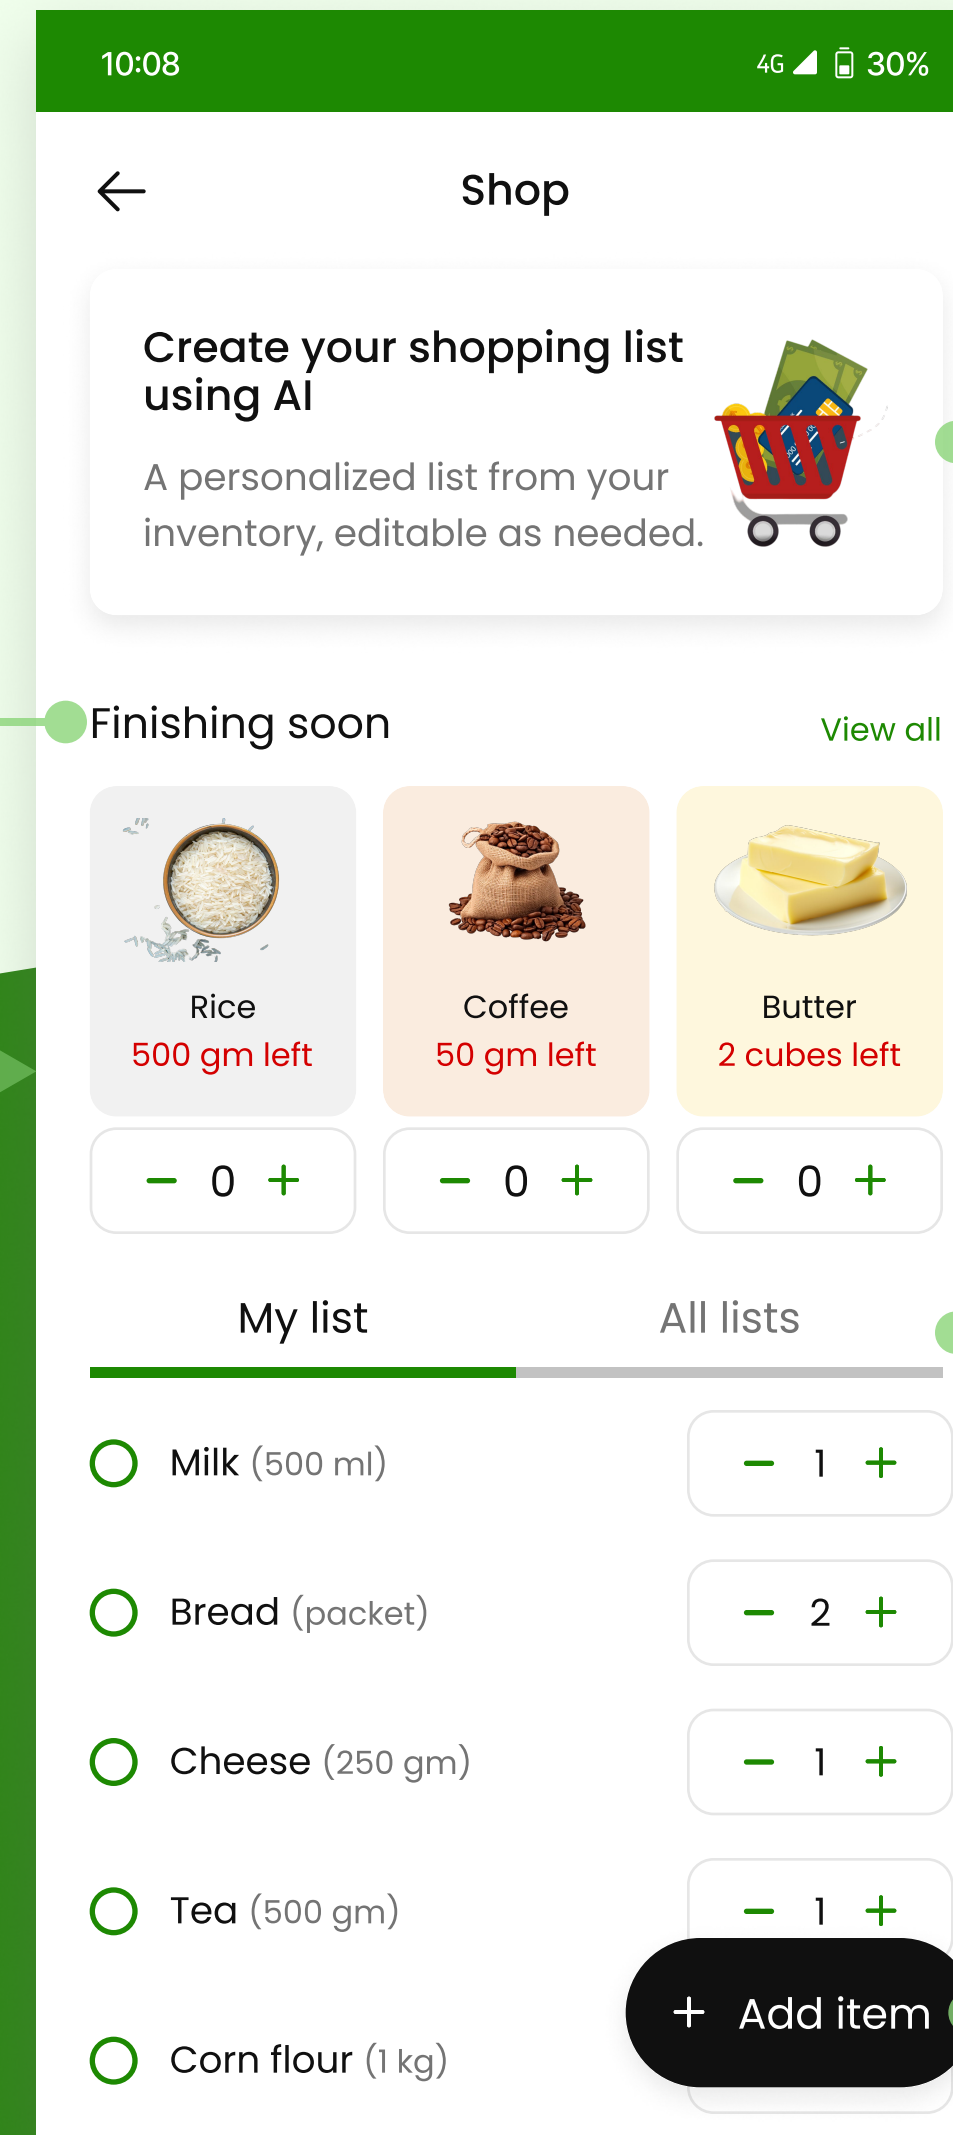 10:08
4G 30%
Shop
Create your shopping list
using AI
A personalized list from your
inventory, editable as needed.
Finishing soon
View all
Rice
500 gm left
Coffee
50 gm left
Butter
2 cubes left
0
0
0
My list
All lists
Milk (500 ml)
1
Bread (packet)
2
Cheese (250 gm)
1
Tea (500 gm)
1
+ Add item
Corn flour (1 kg)